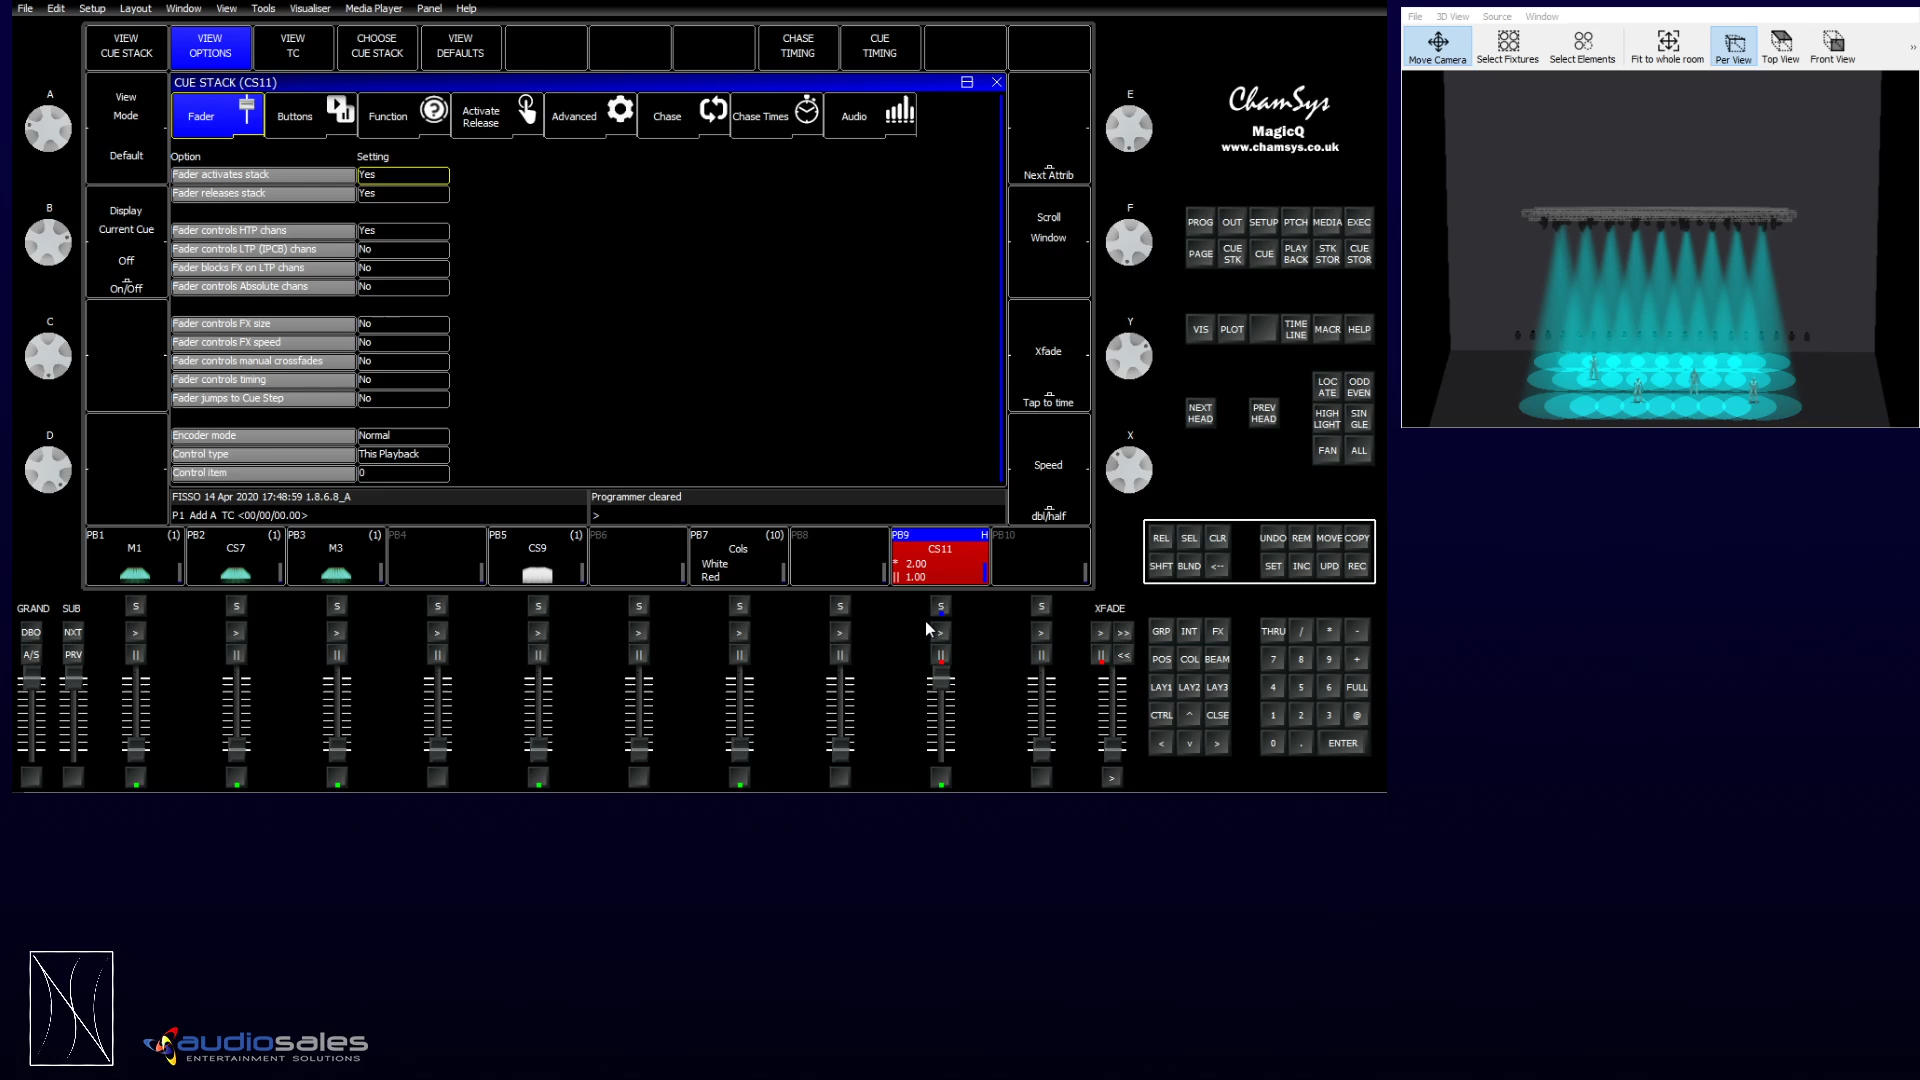 File Edit Setup Layout Window View Tools Visualiser Media Player Panel Help
VIEW CUE STACK
VIEW OPTIONS
VIEW TC
CHOOSE CUE STACK
VIEW DEFAULTS
CHASE TIMING
CUE TIMING
CUE STACK (CS11)
Fader
Buttons
Function
Activate Release
Advanced
Chase
Chase Times
Audio
Option Setting
Fader activates stack Yes
Fader releases stack Yes
Fader controls HTP chans Yes
Fader controls LTP (IPCB) chans No
Fader blocks FX on LTP chans No
Fader controls Absolute chans No
Fader controls FX size No
Fader controls FX speed No
Fader controls manual crossfades No
Fader controls timing No
Fader jumps to Cue Step No
Encoder mode Normal
Control type This Playback
Control item 0
FISSO 14 Apr 2020 17:48:59 1.8.6.8_A Programmer cleared
P1 Add A TC <00/00/00.00> >
A
View Mode
Default
B
Display
Current Cue
Off
On/Off
C
D
E
Next Attrib
F
Scroll
Window
Y
Xfade
Tap to time
X
Speed
dbl/half
PB1 (1) M1
PB2 (1) CS7
PB3 (1) M3
PB4
PB5 (1) CS9
PB6
PB7 (10) Cols
White
Red
PB8
PB9 H
CS11
* 2.00
|| 1.00
PB10
GRAND SUB
DBO NXT
A/S PRV
S S S S S S S S S S
> > > > > > > > > >
|| || || || || || || || || ||
XFADE
> >>
|| <<
>
ChamSys
MagicQ
www.chamsys.co.uk
PROG OUT SETUP PTCH MEDIA EXEC
PAGE CUE STK CUE PLAY BACK STK STOR CUE STOR
VIS PLOT TIME LINE MACR HELP
LOC ATE ODD EVEN
NEXT HEAD PREV HEAD HIGH LIGHT SIN GLE
FAN ALL
REL SEL CLR UNDO REM MOVE COPY
SHFT BLND <-- SET INC UPD REC
GRP INT FX THRU / * -
POS COL BEAM 7 8 9 +
LAY1 LAY2 LAY3 4 5 6 FULL
CTRL ^ CLSE 1 2 3 @
< v > 0 . ENTER
File 3D View Source Window
Move Camera Select Fixtures Select Elements Fit to whole room Per View Top View Front View »
audiosales
ENTERTAINMENT SOLUTIONS